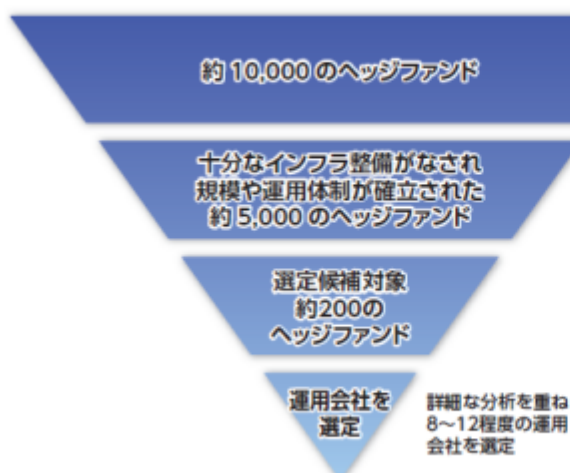 約 10,000 のヘッジファンド
十分なインフラ整備がなされ
規模や運用体制が確立された
約 5,000 のヘッジファンド
選定候補対象
約200の
ヘッジファンド
運用会社を
選定
詳細な分析を重ね
8〜12程度の運用
会社を選定